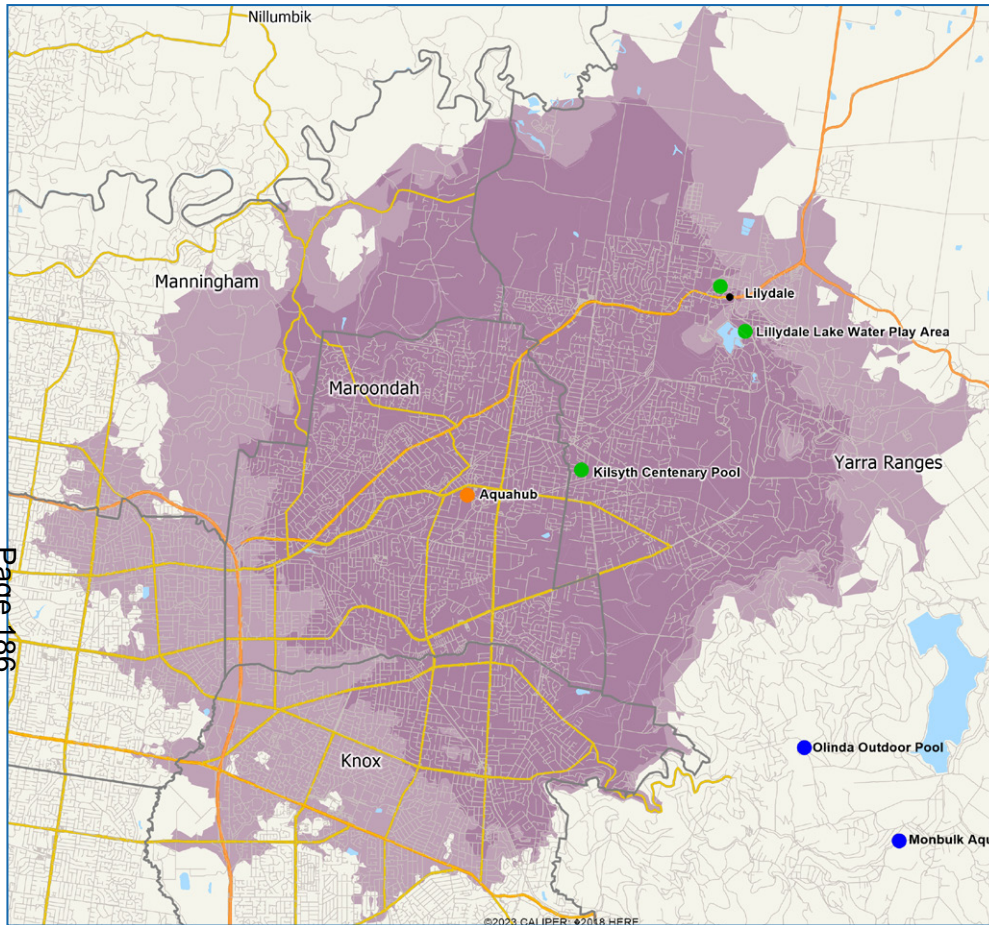 Nillumbik
Manningham
Lilydale
Lillydale Lake Water Play Area
Maroondah
Yarra Ranges
Kilsyth Centenary Pool
Aquahub
Page 186
Olinda Outdoor Pool
Knox
Monbulk Aqu
©2023 CALIPER; �2018 HERE